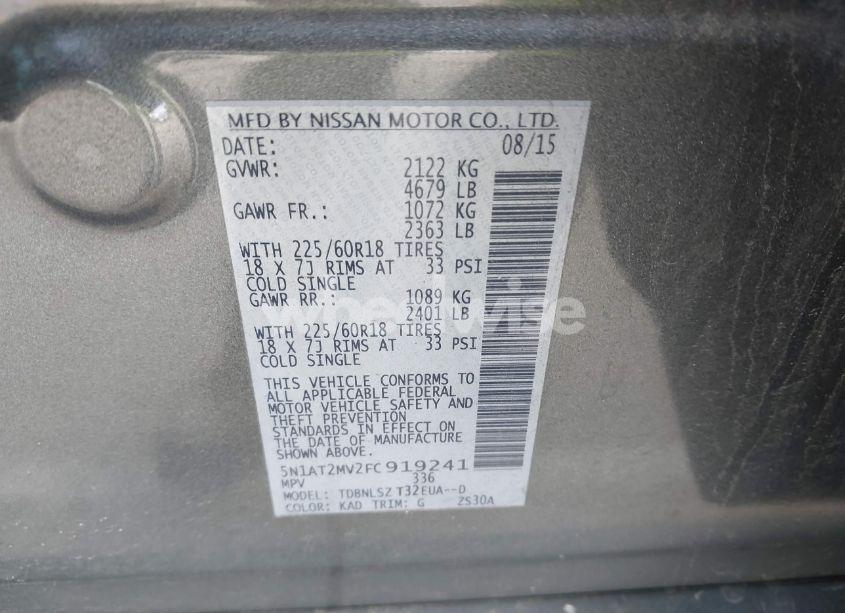 MFD BY NISSAN MOTOR CO., LTD.
DATE: 08/15
GVWR: 2122 KG
4679 LB
GAWR FR.: 1072 KG
2363 LB
WITH 225/60R18 TIRES
18 X 7J RIMS AT 33 PSI
COLD SINGLE
GAWR RR.: 1089 KG
2401 LB
wheelwise
WITH 225/60R18 TIRES
18 X 7J RIMS AT 33 PSI
COLD SINGLE
THIS VEHICLE CONFORMS TO
ALL APPLICABLE FEDERAL
MOTOR VEHICLE SAFETY AND
THEFT PREVENTION
STANDARDS IN EFFECT ON
THE DATE OF MANUFACTURE
SHOWN ABOVE.
5N1AT2MV2FC919241
MPV 336
MODEL: TDBNLSZ T32EUA--D
COLOR: KAD TRIM: G ZS30A